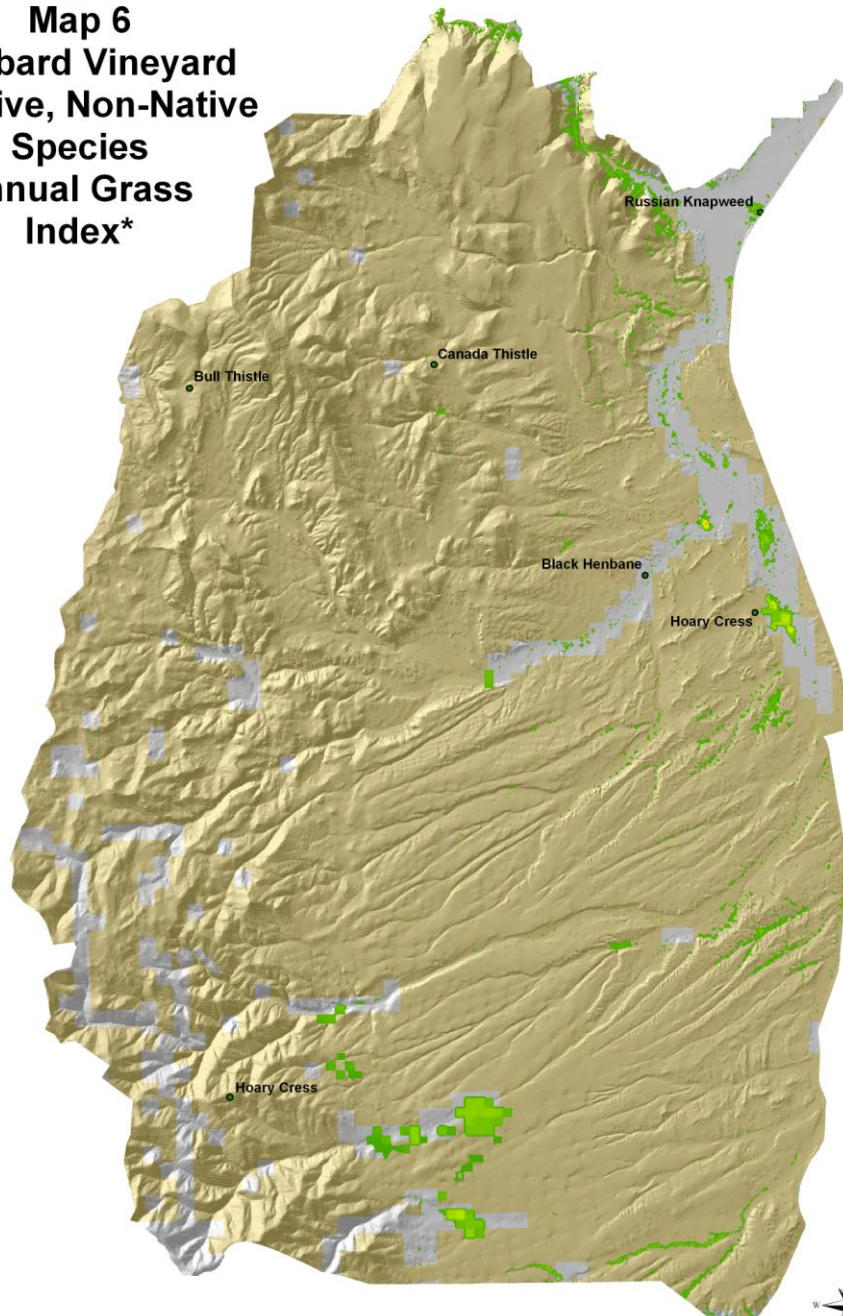 Map 6
bard Vineyard
ive, Non-Native
Species
nnual Grass
Index*
Russian Knapweed
Canada Thistle
Bull Thistle
Black Henbane
Hoary Cress
Hoary Cress
W